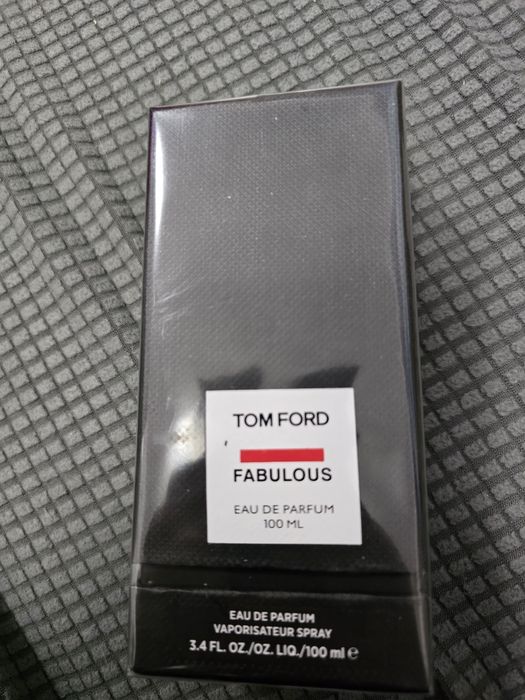 TOM FORD
FABULOUS
EAU DE PARFUM
100 ML
EAU DE PARFUM
VAPORISATEUR SPRAY
3.4 FL. OZ./OZ. LIQ./100 ml ℮